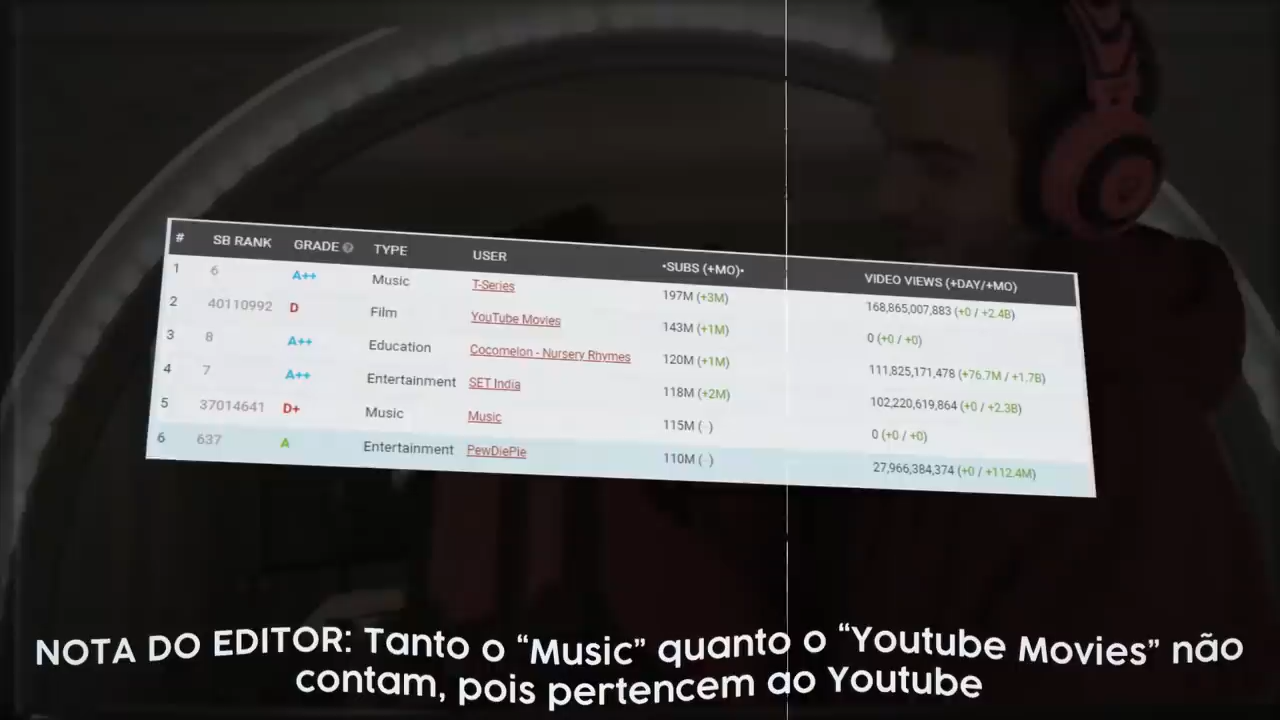 # SB RANK GRADE TYPE USER •SUBS (+MO)• VIDEO VIEWS (+DAY/+MO)
1 6 A++ Music T-Series 197M (+3M) 168,865,007,883 (+0 / +2.4B)
2 40110992 D Film YouTube Movies 143M (+1M) 0 (+0 / +0)
3 8 A++ Education Cocomelon - Nursery Rhymes 120M (+1M) 111,825,171,478 (+76.7M / +1.7B)
4 7 A++ Entertainment SET India 118M (+2M) 102,220,619,864 (+0 / +2.3B)
5 37014641 D+ Music Music 115M (--) 0 (+0 / +0)
6 637 A Entertainment PewDiePie 110M (--) 27,966,384,374 (+0 / +112.4M)
NOTA DO EDITOR: Tanto o “Music” quanto o “Youtube Movies” não
contam, pois pertencem ao Youtube